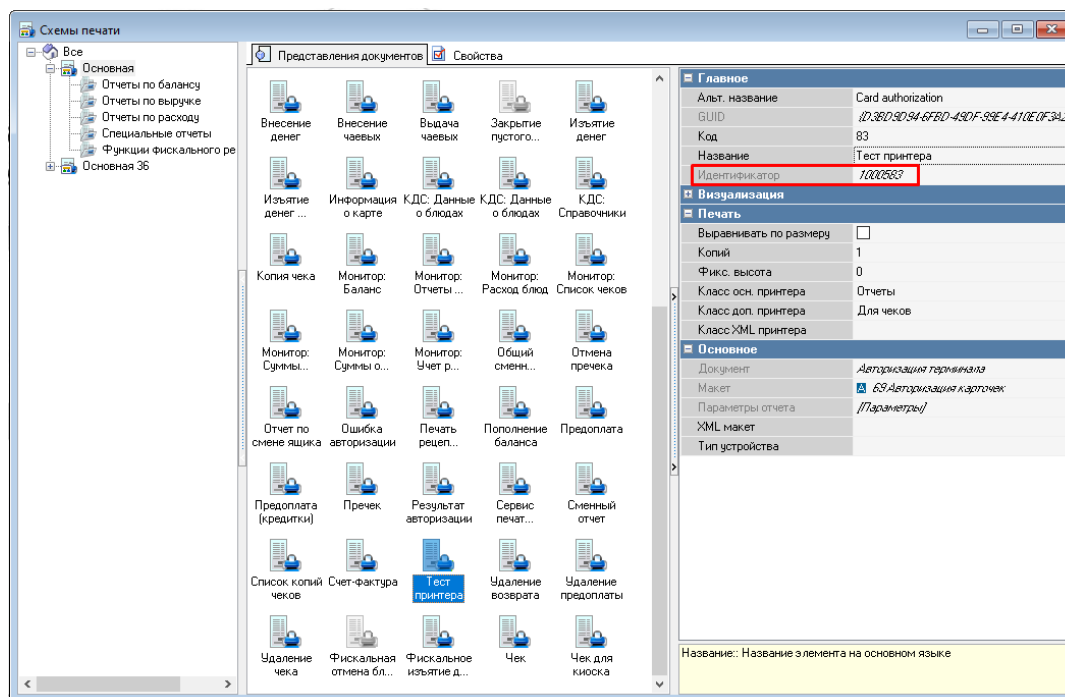 Схемы печати
Все
Основная
Отчеты по балансу
Отчеты по выручке
Отчеты по расходу
Специальные отчеты
Функции фискального ре
Основная 36
Представления документов
Свойства
Внесение денег
Внесение чаевых
Выдача чаевых
Закрытие пустого...
Изъятие денег
Изъятие денег ...
Информация о карте
КДС: Данные о блюдах
КДС: Данные о блюдах
КДС: Справочники
Копия чека
Монитор: Баланс
Монитор: Отчеты ...
Монитор: Расход блюд
Монитор: Список чеков
Монитор: Суммы...
Монитор: Суммы о...
Монитор: Учет р...
Общий сменн...
Отмена пречека
Отчет по смене ящика
Ошибка авторизации
Печать рецеп...
Пополнение баланса
Предоплата
Предоплата (кредитки)
Пречек
Результат авторизации
Сервис печат...
Сменный отчет
Список копий чеков
Счет-фактура
Тест принтера
Удаление возврата
Удаление предоплаты
Удаление чека
Фискальная отмена бл...
Фискальное изъятие д...
Чек
Чек для киоска
Главное
Альт. название Card authorization
GUID {D3BD9D94-6FBD-49DF-99E4-410E0F3A2
Код 83
Название Тест принтера
Идентификатор 1000583
Визуализация
Печать
Выравнивать по размеру
Копий 1
Фикс. высота 0
Класс осн. принтера Отчеты
Класс доп. принтера Для чеков
Класс XML принтера
Основное
Документ Авторизация терминала
Макет 69 Авторизация карточек
Параметры отчета [Параметры]
XML макет
Тип устройства
Название:: Название элемента на основном языке